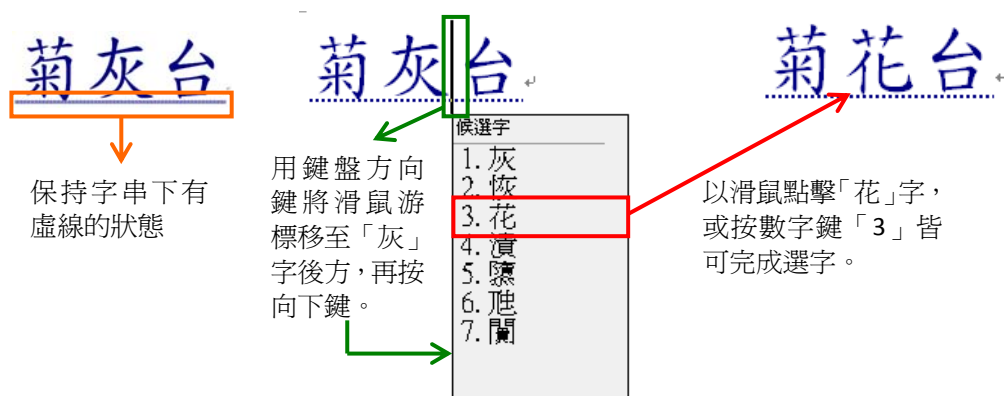 菊灰台
保持字串下有
虛線的狀態
菊灰台
用鍵盤方向
鍵將滑鼠游
標移至「灰」
字後方，再按
向下鍵。
候選字
1. 灰
2. 恢
3. 花
4. 瀆
5. 隳
7. 闠
菊花台
以滑鼠點擊「花」字，
或按數字鍵「3」皆
可完成選字。